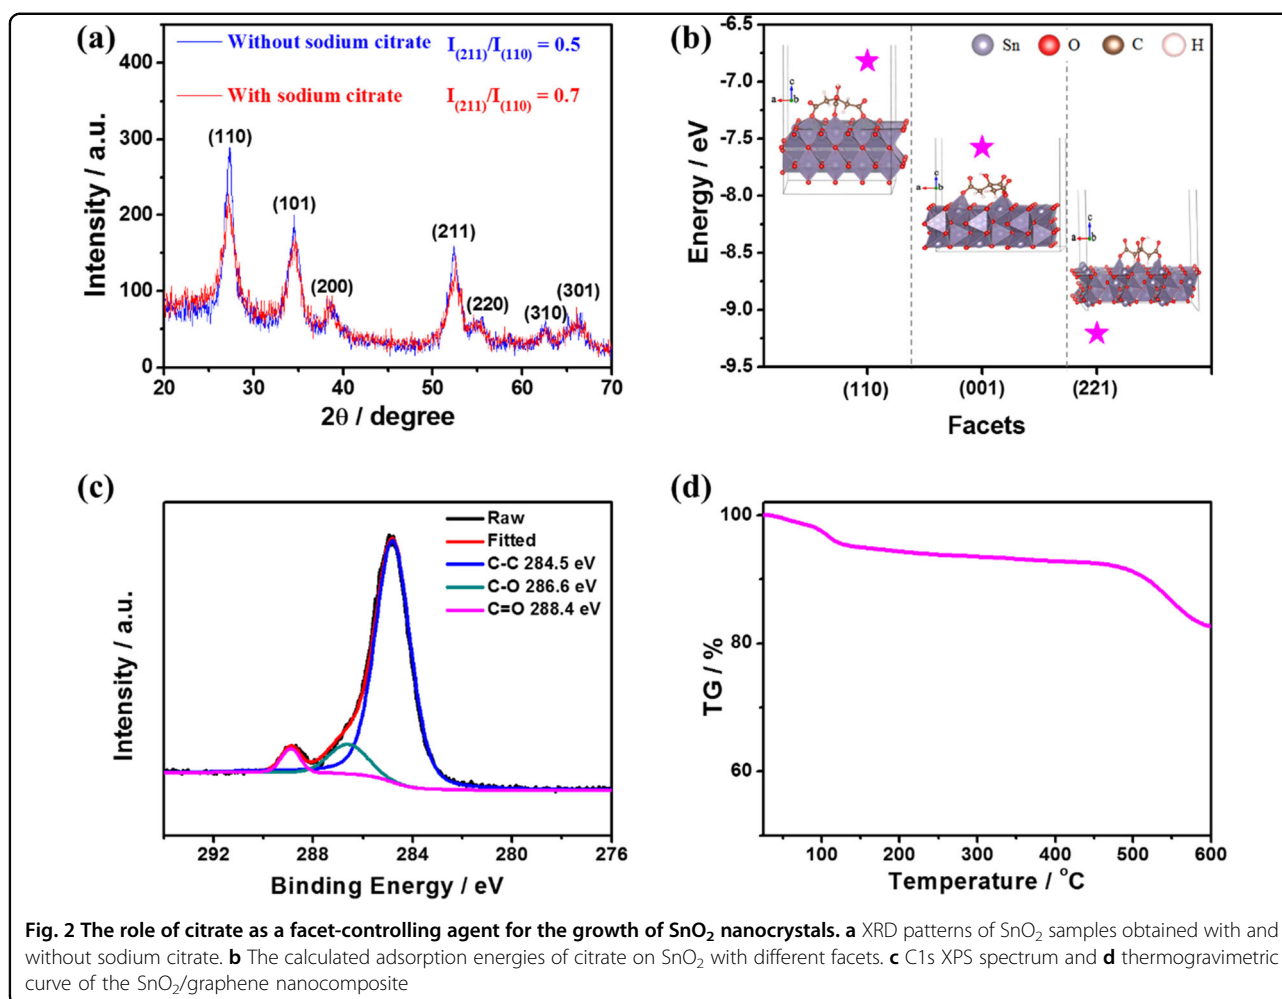 (a)
Without sodium citrate I(211)/I(110) = 0.5
With sodium citrate I(211)/I(110) = 0.7
400
300
200
100
0
(110)
(101)
(200)
(211)
(220)
(310)
(301)
20 30 40 50 60 70
2θ / degree
Intensity / a.u.
(b)
Sn O C H
-6.5
-7.0
-7.5
-8.0
-8.5
-9.0
-9.5
c
a b
c
a b
c
a b
(110) (001) (221)
Facets
Energy / eV
(c)
Raw
Fitted
C-C 284.5 eV
C-O 286.6 eV
C=O 288.4 eV
292 288 284 280 276
Binding Energy / eV
Intensity / a.u.
(d)
100
80
60
100 200 300 400 500 600
Temperature / °C
TG / %
Fig. 2 The role of citrate as a facet-controlling agent for the growth of SnO₂ nanocrystals. a XRD patterns of SnO₂ samples obtained with and
without sodium citrate. b The calculated adsorption energies of citrate on SnO₂ with different facets. c C1s XPS spectrum and d thermogravimetric
curve of the SnO₂/graphene nanocomposite